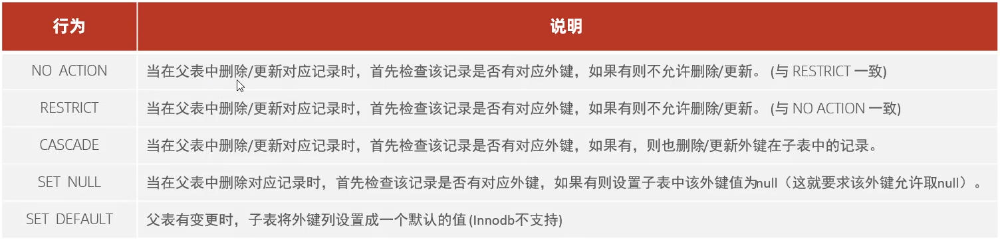 行为 说明
NO ACTION 当在父表中删除/更新对应记录时，首先检查该记录是否有对应外键，如果有则不允许删除/更新。 (与 RESTRICT 一致)
RESTRICT 当在父表中删除/更新对应记录时，首先检查该记录是否有对应外键，如果有则不允许删除/更新。 (与 NO ACTION 一致)
CASCADE 当在父表中删除/更新对应记录时，首先检查该记录是否有对应外键，如果有，则也删除/更新外键在子表中的记录。
SET NULL 当在父表中删除对应记录时，首先检查该记录是否有对应外键，如果有则设置子表中该外键值为null（这就要求该外键允许取null）。
SET DEFAULT 父表有变更时，子表将外键列设置成一个默认的值 (Innodb不支持)